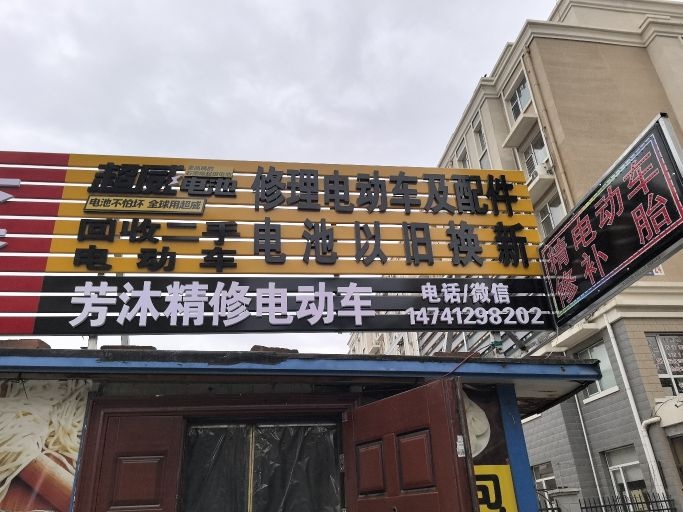 超威电池
电池不怕坏 全球用超威
修理电动车及配件
回收二手
电动车
电池以旧换新
芳沐精修电动车
电话/微信
14741298202
精电动车
修补胎
包